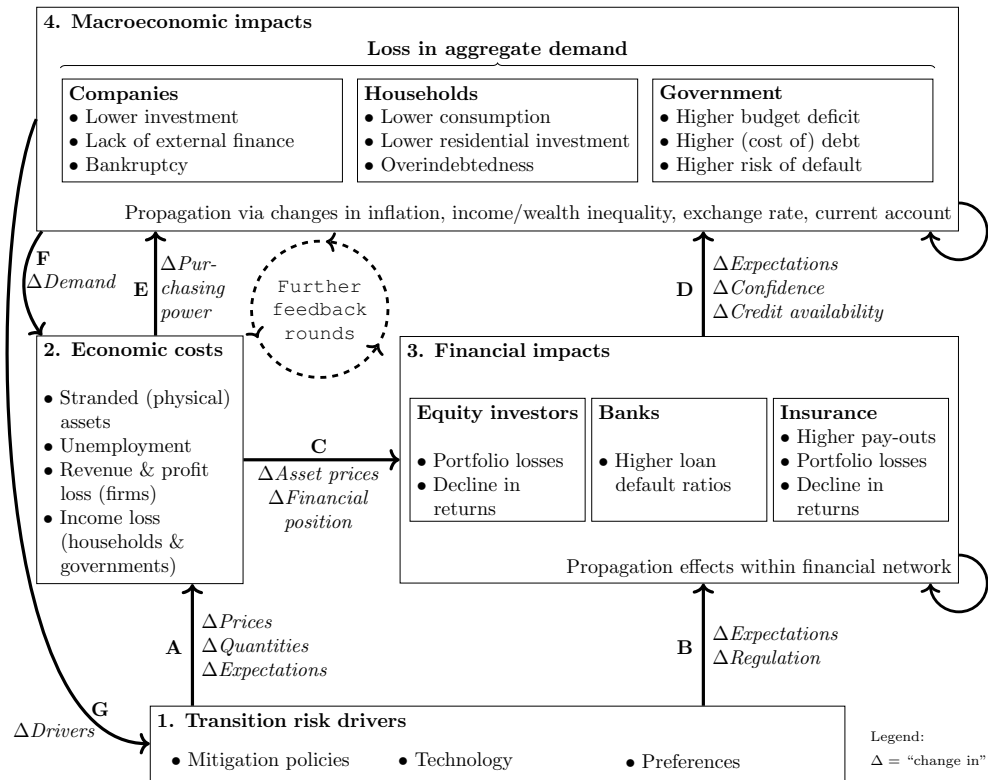 4. Macroeconomic impacts
Loss in aggregate demand
Companies
• Lower investment
• Lack of external finance
• Bankruptcy
Households
• Lower consumption
• Lower residential investment
• Overindebtedness
Government
• Higher budget deficit
• Higher (cost of) debt
• Higher risk of default
Propagation via changes in inflation, income/wealth inequality, exchange rate, current account
F
ΔDemand
E
ΔPur-
chasing
power
Further
feedback
rounds
D
ΔExpectations
ΔConfidence
ΔCredit availability
2. Economic costs
• Stranded (physical)
assets
• Unemployment
• Revenue & profit
loss (firms)
• Income loss
(households &
governments)
C
ΔAsset prices
ΔFinancial
position
3. Financial impacts
Equity investors
• Portfolio losses
• Decline in
returns
Banks
• Higher loan
default ratios
Insurance
• Higher pay-outs
• Portfolio losses
• Decline in
returns
Propagation effects within financial network
A
ΔPrices
ΔQuantities
ΔExpectations
B
ΔExpectations
ΔRegulation
G
ΔDrivers
1. Transition risk drivers
• Mitigation policies
• Technology
• Preferences
Legend:
Δ = “change in”